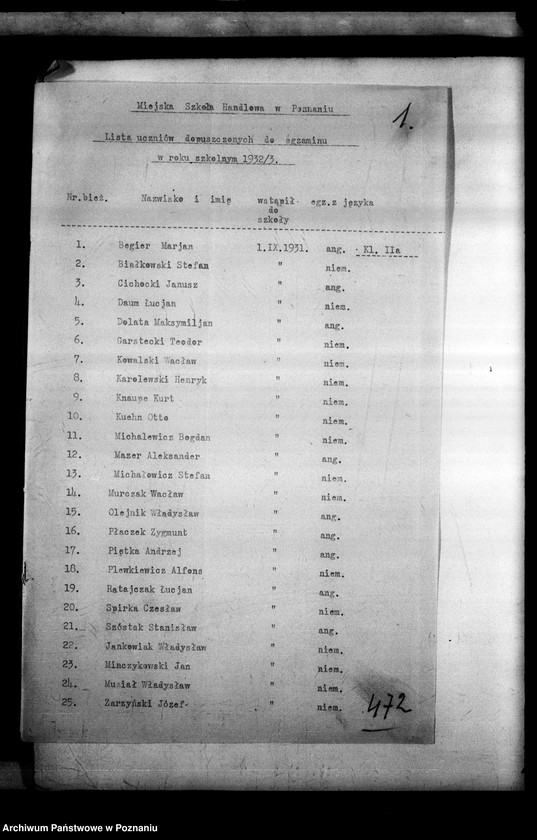 1.
Miejska Szkoła Handlowa w Poznaniu
Lista uczniów dopuszczonych do egzaminu
w roku szkolnym 1932/3.
Nr.bież. Nazwisko i imię wstąpił egz.z języka
do
szkoły
1. Begier Marjan 1.IX.1931. ang. Kl. IIa
2. Białkowski Stefan " niem.
3. Cichocki Janusz " ang.
4. Daum Łucjan " niem.
5. Dolata Maksymiljan " ang.
6. Garstecki Teodor " niem.
7. Kowalski Wacław " niem.
8. Karolewski Henryk " niem.
9. Knaupe Kurt " niem.
10. Kuehn Otto " niem.
11. Michalewicz Bogdan " niem.
12. Mazer Aleksander " ang.
13. Michałowicz Stefan " niem.
14. Murczak Wacław " niem.
15. Olejnik Władysław " ang.
16. Płaczek Zygmunt " ang.
17. Piętka Andrzej " ang.
18. Plewkiewicz Alfons " niem.
19. Ratajczak Łucjan " ang.
20. Spirka Czesław " niem.
21. Szóstak Stanisław " ang.
22. Jankowiak Władysław " niem.
23. Minczykowski Jan " niem.
24. Musiał Władysław " niem.
25. Zarzyński Józef " niem.
472
Archiwum Państwowe w Poznaniu